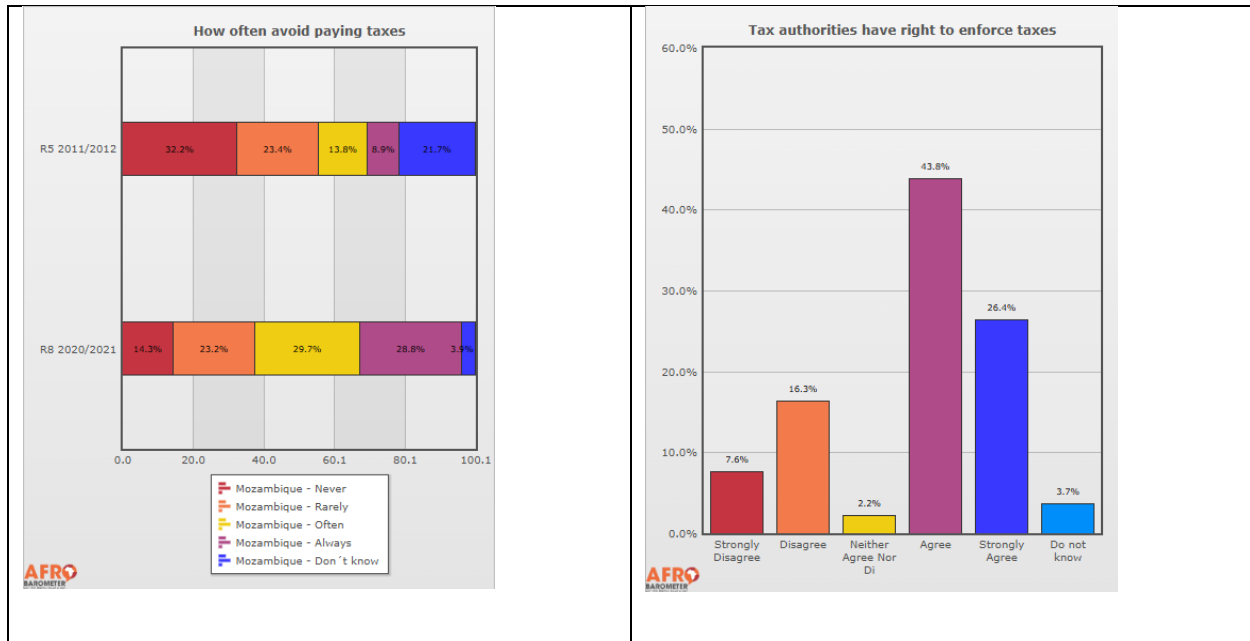 How often avoid paying taxes
R5 2011/2012
32.2%
23.4%
13.8%
8.9%
21.7%
R8 2020/2021
14.3%
23.2%
29.7%
28.8%
3.9%
0.0
20.0
40.0
60.1
80.1
100.1
Mozambique - Never
Mozambique - Rarely
Mozambique - Often
Mozambique - Always
Mozambique - Don´t know
AFRO
BAROMETER
Tax authorities have right to enforce taxes
60.0%
50.0%
40.0%
30.0%
20.0%
10.0%
0.0%
7.6%
16.3%
2.2%
43.8%
26.4%
3.7%
Strongly
Disagree
Disagree
Neither
Agree Nor
Di
Agree
Strongly
Agree
Do not
know
AFRO
BAROMETER